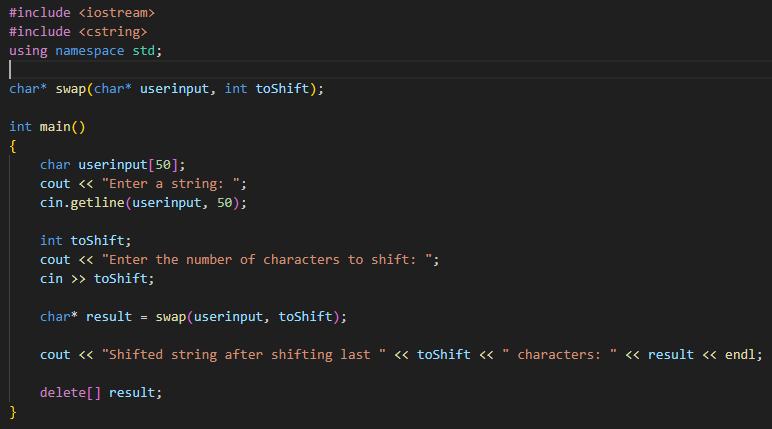 #include <iostream>
#include <cstring>
using namespace std;
char* swap(char* userinput, int toShift);
int main()
{
char userinput[50];
cout << "Enter a string: ";
cin.getline(userinput, 50);
int toShift;
cout << "Enter the number of characters to shift: ";
cin >> toShift;
char* result = swap(userinput, toShift);
cout << "Shifted string after shifting last " << toShift << " characters: " << result << endl;
delete[] result;
}